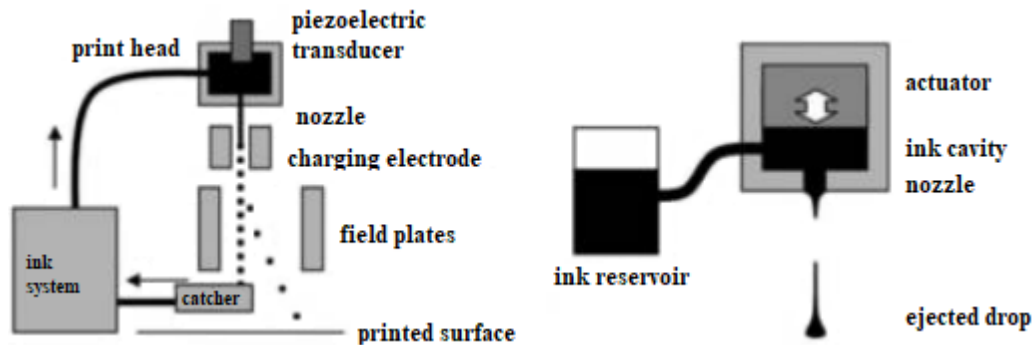 piezoelectric
transducer
print head
nozzle
charging electrode
field plates
ink
system
catcher
printed surface
actuator
ink cavity
nozzle
ink reservoir
ejected drop